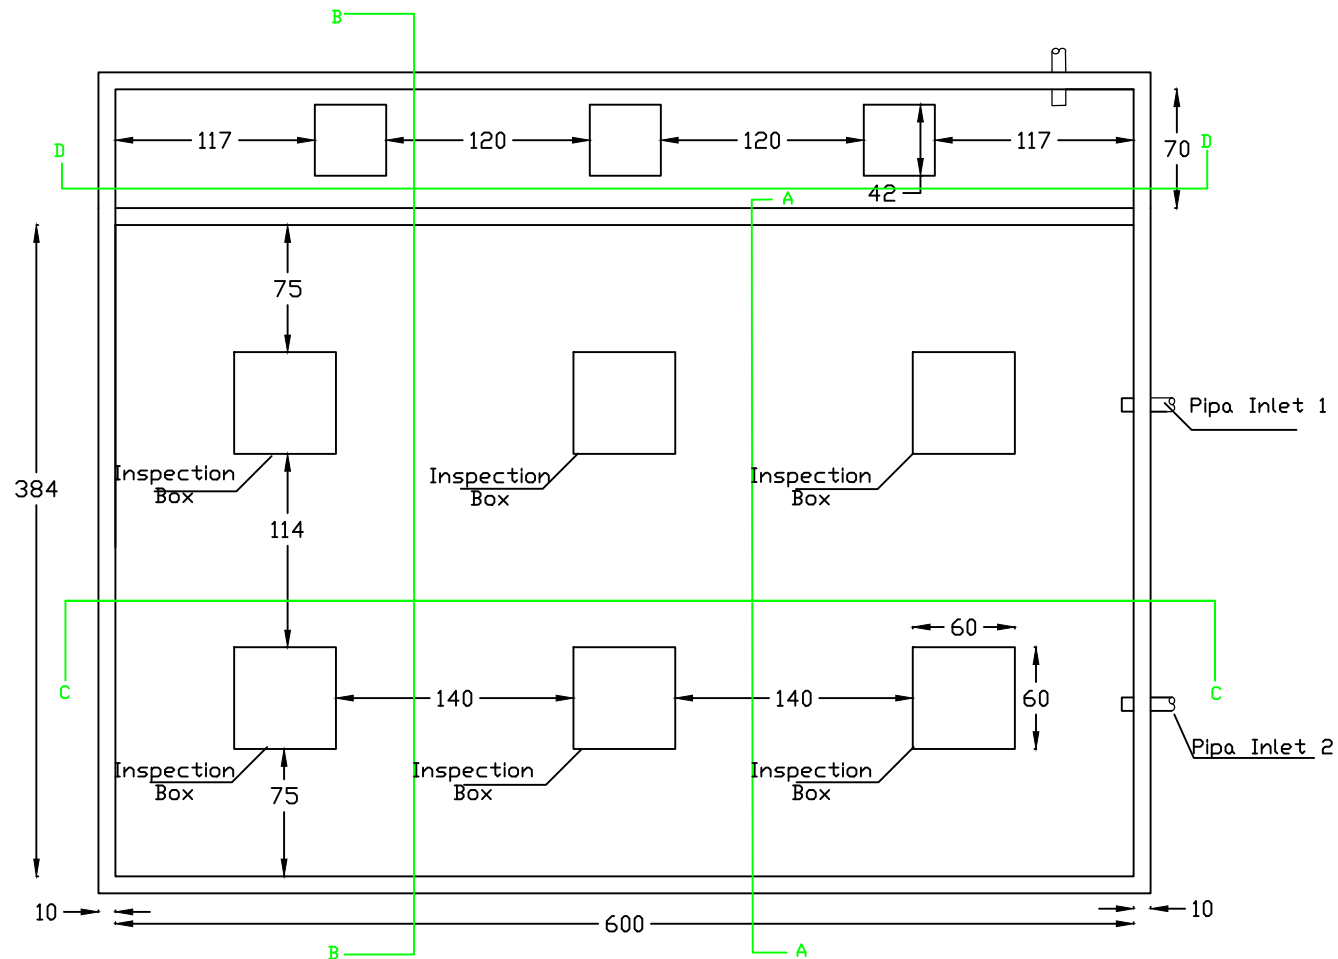 B
D
117
120
120
117
70
D
42
A
75
Pipa Inlet 1
Inspection
Box
Inspection
Box
Inspection
Box
384
114
60
C
140
140
60
C
Pipa Inlet 2
Inspection
Box
Inspection
Box
Inspection
Box
75
10
600
10
B
A